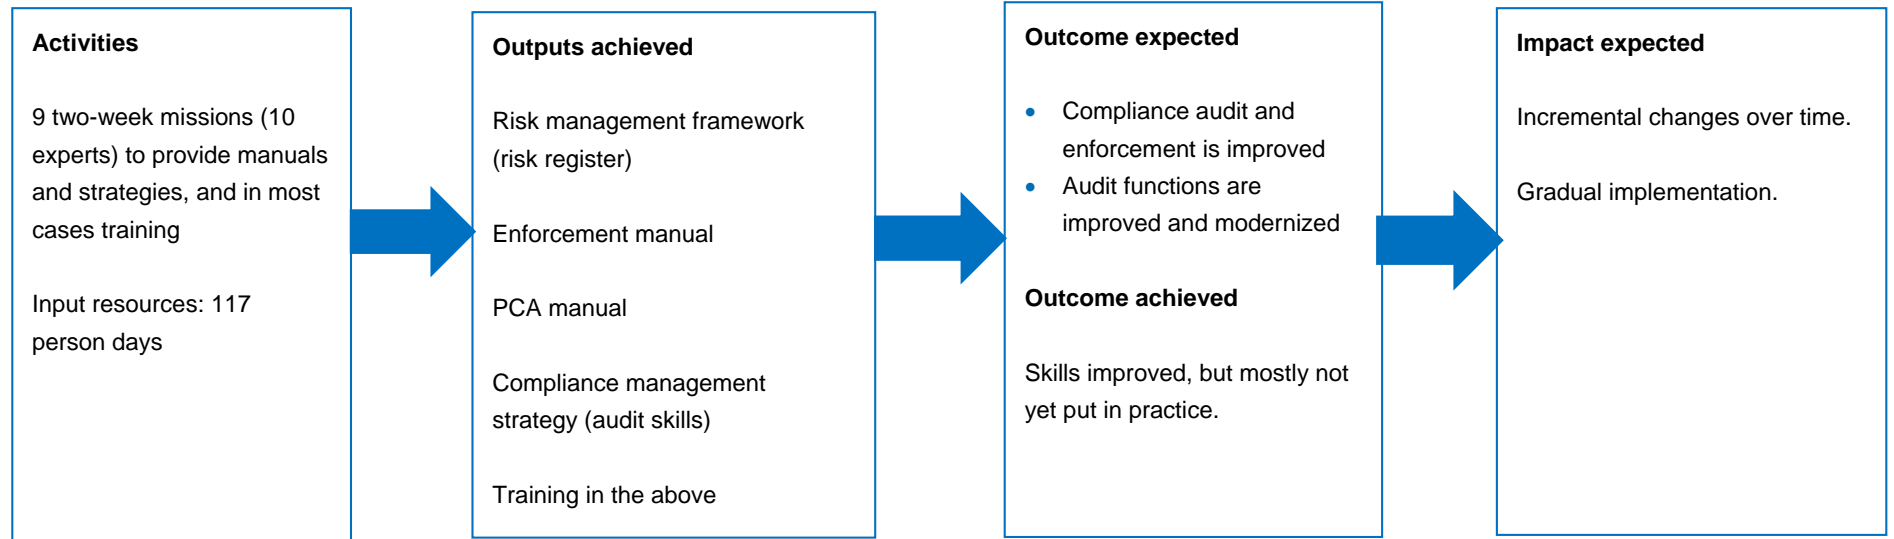 Activities
9 two-week missions (10
experts) to provide manuals
and strategies, and in most
cases training
Input resources: 117
person days
Outputs achieved
Risk management framework
(risk register)
Enforcement manual
PCA manual
Compliance management
strategy (audit skills)
Training in the above
Outcome expected
• Compliance audit and
enforcement is improved
• Audit functions are
improved and modernized
Outcome achieved
Skills improved, but mostly not
yet put in practice.
Impact expected
Incremental changes over time.
Gradual implementation.